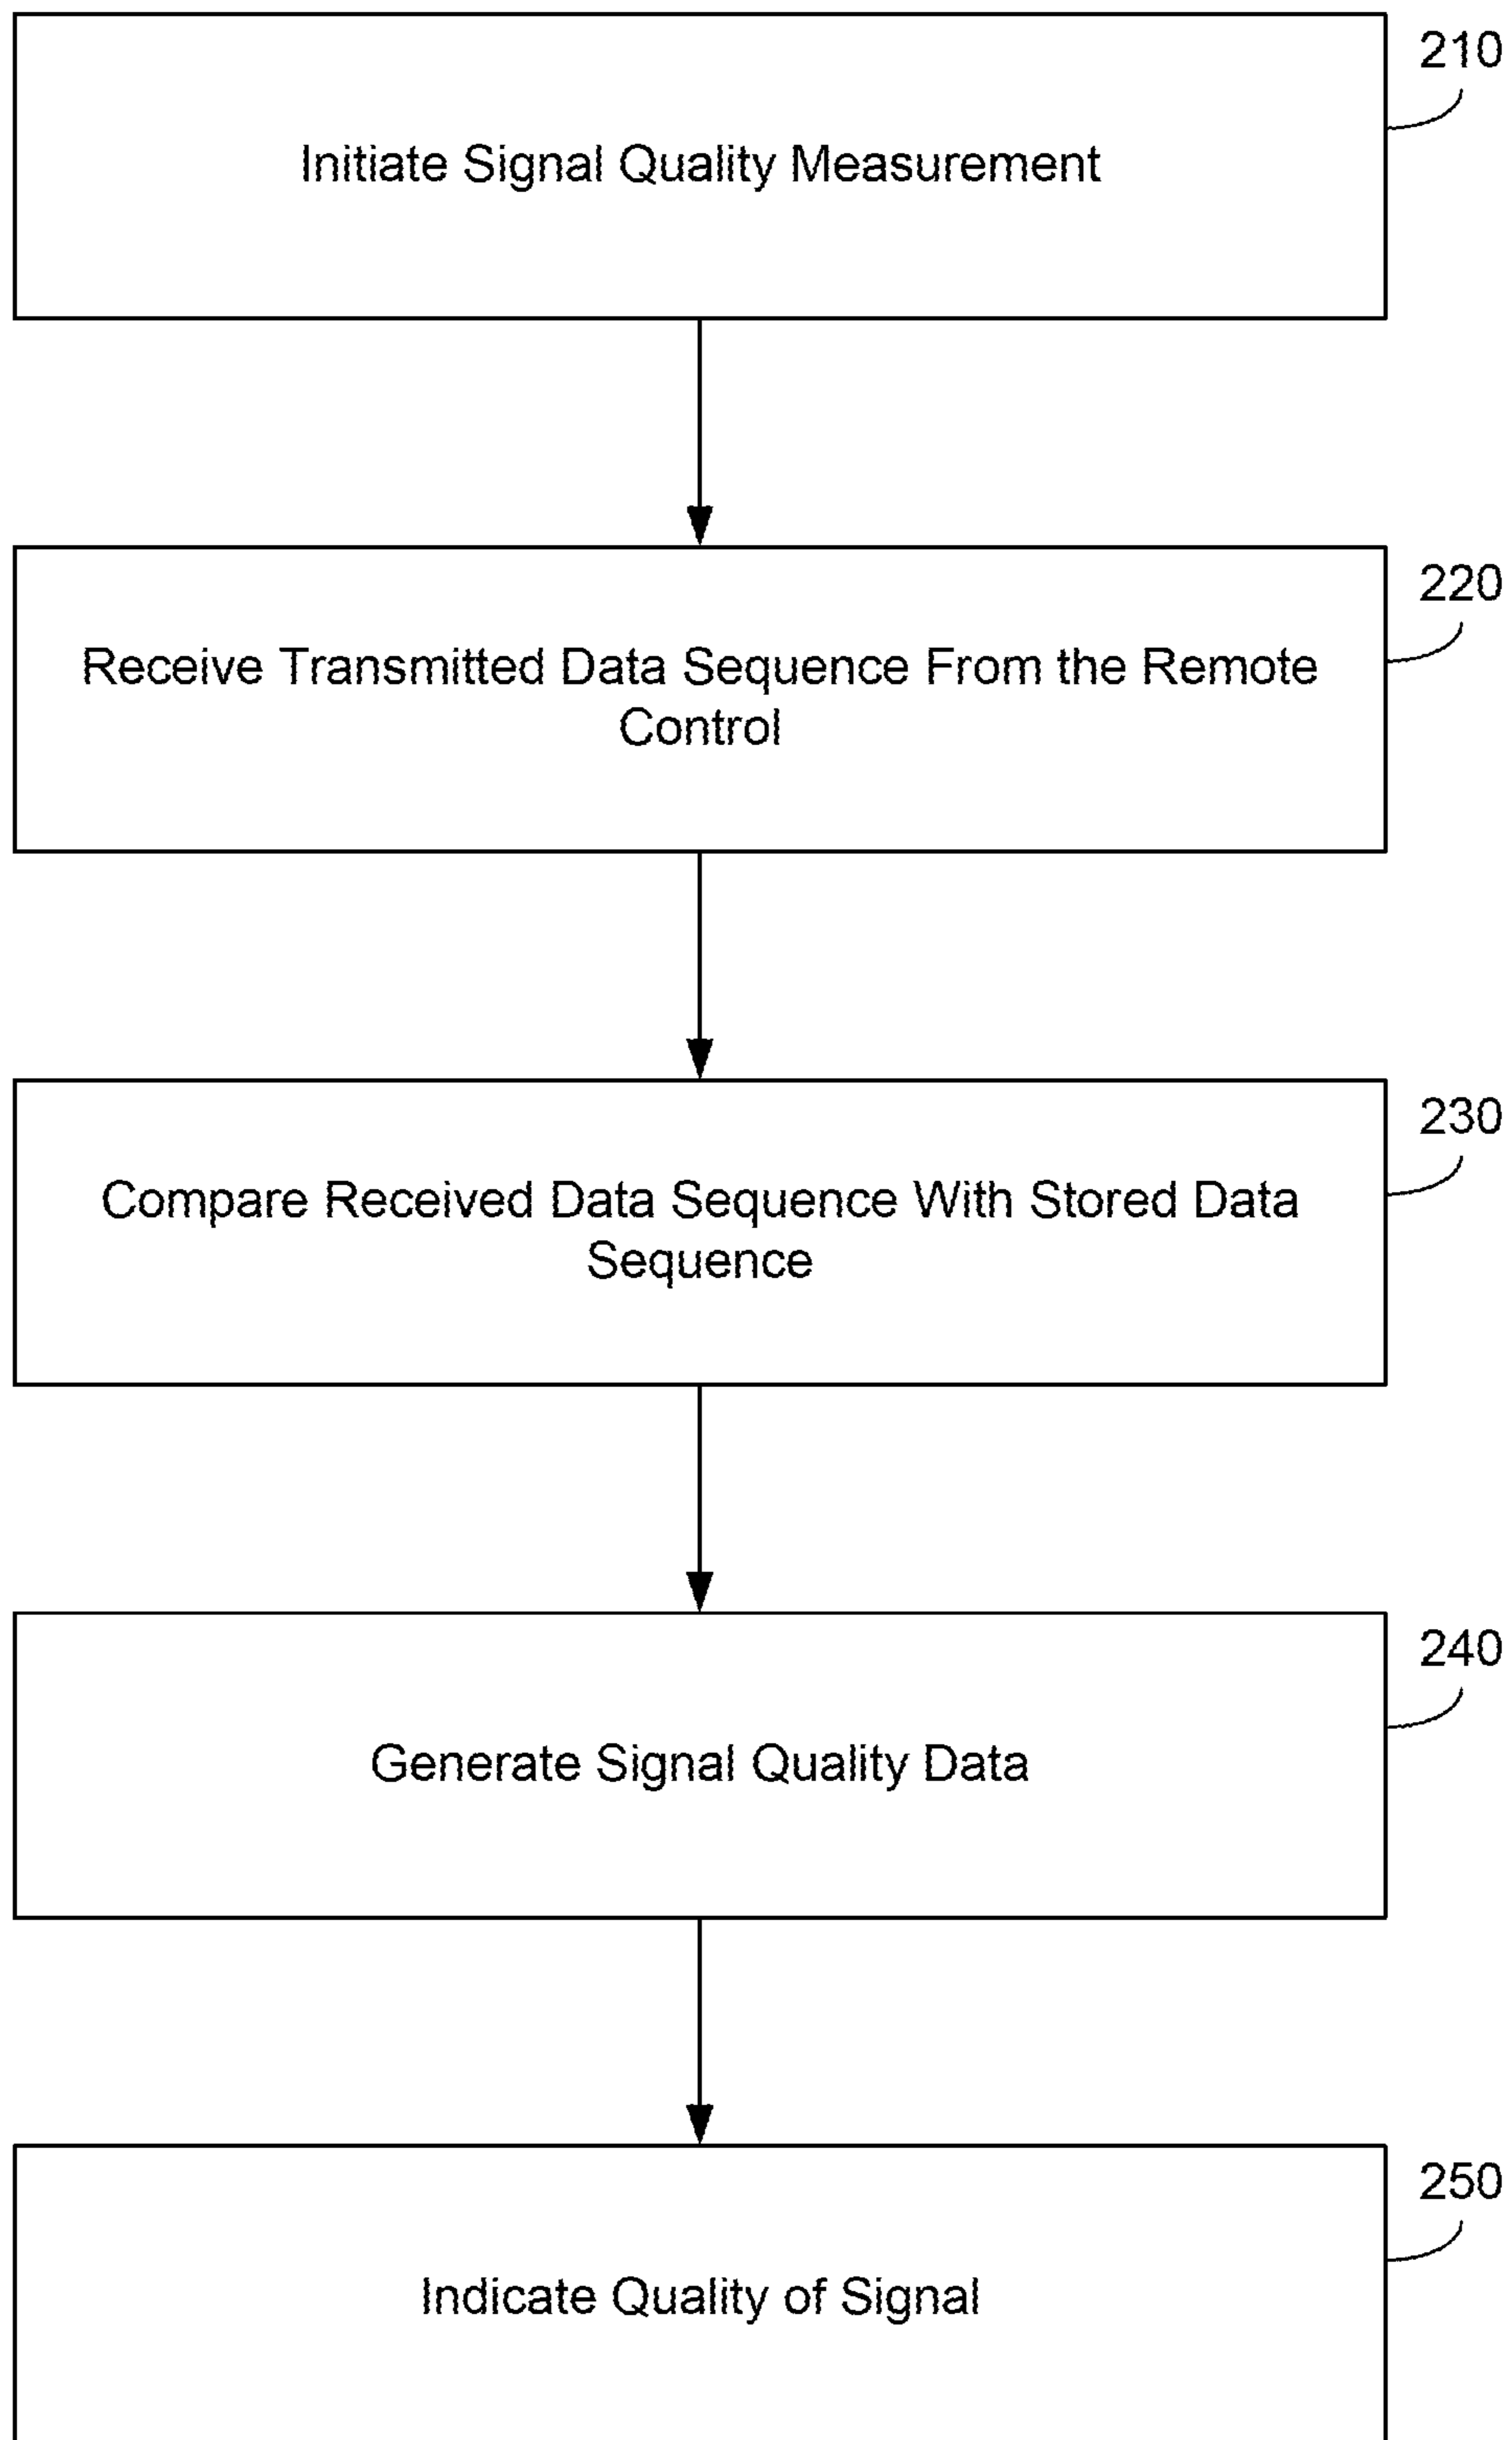 210
Initiate Signal Quality Measurement
220
Receive Transmitted Data Sequence From the Remote
Control
230
Compare Received Data Sequence With Stored Data
Sequence
240
Generate Signal Quality Data
250
Indicate Quality of Signal